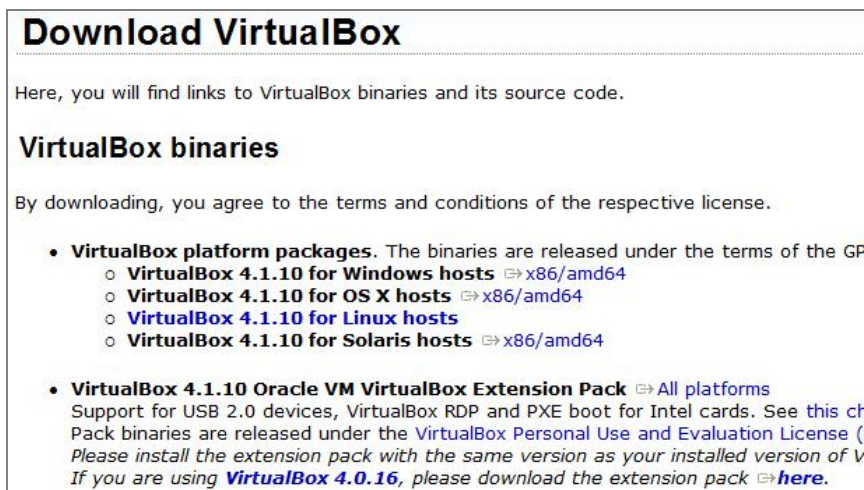 Download VirtualBox
Here, you will find links to VirtualBox binaries and its source code.
VirtualBox binaries
By downloading, you agree to the terms and conditions of the respective license.
• VirtualBox platform packages. The binaries are released under the terms of the GP
○ VirtualBox 4.1.10 for Windows hosts x86/amd64
○ VirtualBox 4.1.10 for OS X hosts x86/amd64
○ VirtualBox 4.1.10 for Linux hosts
○ VirtualBox 4.1.10 for Solaris hosts x86/amd64
• VirtualBox 4.1.10 Oracle VM VirtualBox Extension Pack All platforms
Support for USB 2.0 devices, VirtualBox RDP and PXE boot for Intel cards. See this ch
Pack binaries are released under the VirtualBox Personal Use and Evaluation License (
Please install the extension pack with the same version as your installed version of V
If you are using VirtualBox 4.0.16, please download the extension pack here.